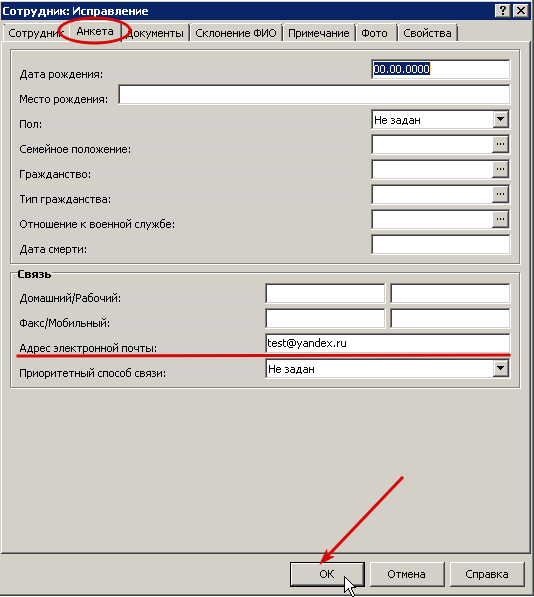 Сотрудник: Исправление
Сотрудник Анкета Документы Склонение ФИО Примечание Фото Свойства
Дата рождения: 00.00.0000
Место рождения:
Пол: Не задан
Семейное положение: ...
Гражданство: ...
Тип гражданства: ...
Отношение к военной службе: ...
Дата смерти:
Связь
Домашний/Рабочий:
Факс/Мобильный:
Адрес электронной почты: test@yandex.ru
Приоритетный способ связи: Не задан
ОК Отмена Справка